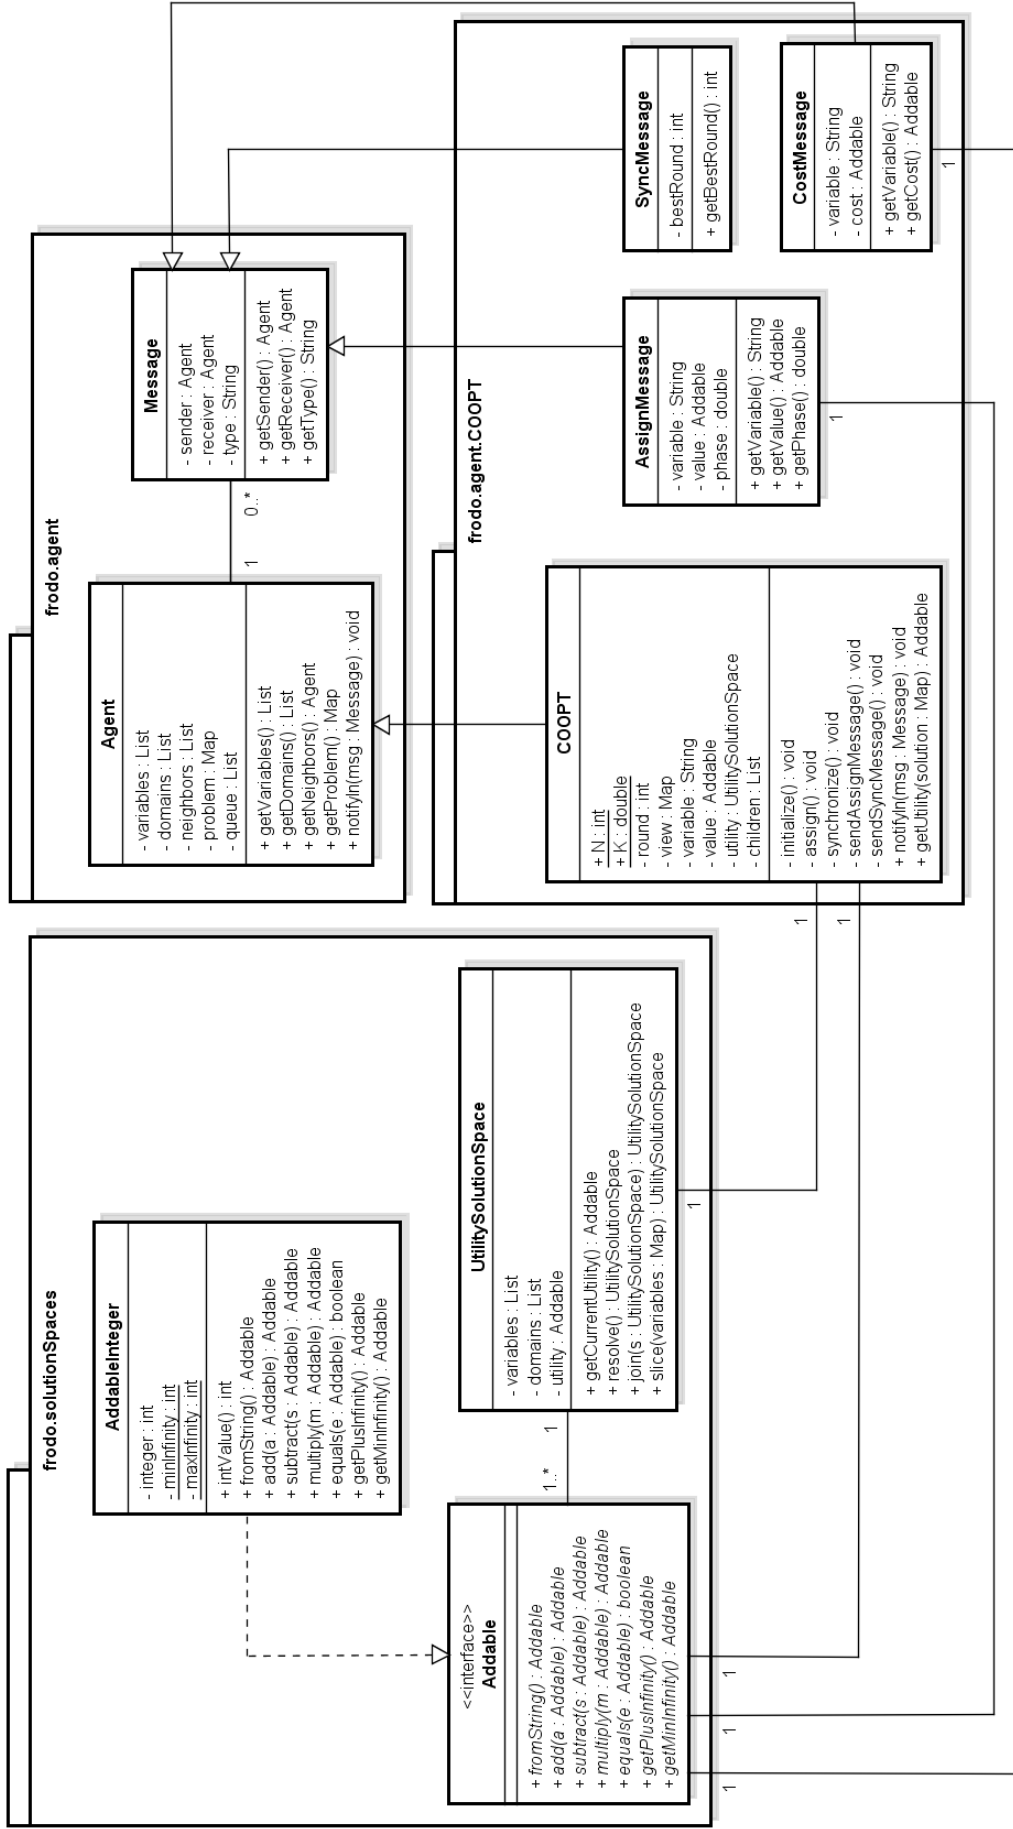 frodo.solutionSpaces
AddableInteger
- integer : int
- minInfinity : int
- maxInfinity : int
+ intValue() : int
+ fromString() : Addable
+ add(a : Addable) : Addable
+ subtract(s : Addable) : Addable
+ multiply(m : Addable) : Addable
+ equals(e : Addable) : boolean
+ getPlusInfinity() : Addable
+ getMinInfinity() : Addable
<<interface>>
Addable
+ fromString() : Addable
+ add(a : Addable) : Addable
+ subtract(s : Addable) : Addable
+ multiply(m : Addable) : Addable
+ equals(e : Addable) : boolean
+ getPlusInfinity() : Addable
+ getMinInfinity() : Addable
1..*
1
UtilitySolutionSpace
- variables : List
- domains : List
- utility : Addable
+ getCurrentUtility() : Addable
+ resolve() : UtilitySolutionSpace
+ join(s : UtilitySolutionSpace) : UtilitySolutionSpace
+ slice(variables : Map) : UtilitySolutionSpace
1
1
1
1
frodo.agent
Agent
- variables : List
- domains : List
- neighbors : List
- problem : Map
- queue : List
+ getVariables() : List
+ getDomains() : List
+ getNeighbors() : Agent
+ getProblem() : Map
+ notifyIn(msg : Message) : void
1
0..*
Message
- sender : Agent
- receiver : Agent
- type : String
+ getSender() : Agent
+ getReceiver() : Agent
+ getType() : String
frodo.agent.COOPT
COOPT
+ N : int
+ K : double
- round : int
- view : Map
- variable : String
- value : Addable
- utility : UtilitySolutionSpace
- children : List
- initialize() : void
- assign() : void
- synchronize() : void
- sendAssignMessage() : void
- sendSyncMessage() : void
+ notifyIn(msg : Message) : void
+ getUtility(solution : Map) : Addable
1
1
AssignMessage
- variable : String
- value : Addable
- phase : double
+ getVariable() : String
+ getValue() : Addable
+ getPhase() : double
1
SyncMessage
- bestRound : int
+ getBestRound() : int
CostMessage
- variable : String
- cost : Addable
+ getVariable() : String
+ getCost() : Addable
1